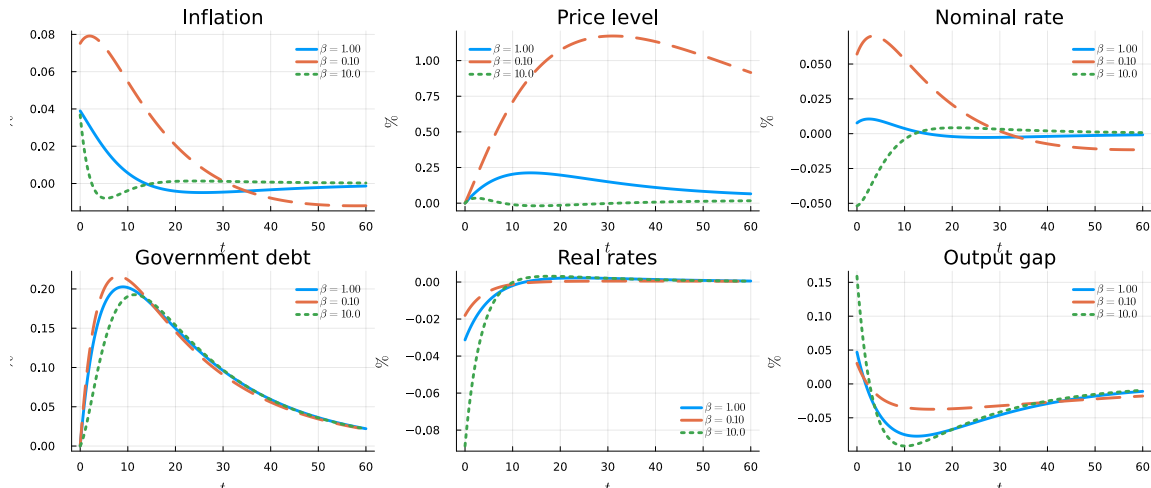 Inflation
0.08
0.06
0.04
0.02
0.00
0 10 20 30 40 50 60
t
β = 1.00
β = 0.10
β = 10.0
Price level
%
1.00
0.75
0.50
0.25
0.00
0 10 20 30 40 50 60
t
β = 1.00
β = 0.10
β = 10.0
Nominal rate
%
0.050
0.025
0.000
−0.025
−0.050
0 10 20 30 40 50 60
t
β = 1.00
β = 0.10
β = 10.0
Government debt
0.20
0.15
0.10
0.05
0.00
0 10 20 30 40 50 60
t
β = 1.00
β = 0.10
β = 10.0
Real rates
%
0.00
−0.02
−0.04
−0.06
−0.08
0 10 20 30 40 50 60
t
β = 1.00
β = 0.10
β = 10.0
Output gap
%
0.15
0.10
0.05
0.00
−0.05
0 10 20 30 40 50 60
t
β = 1.00
β = 0.10
β = 10.0